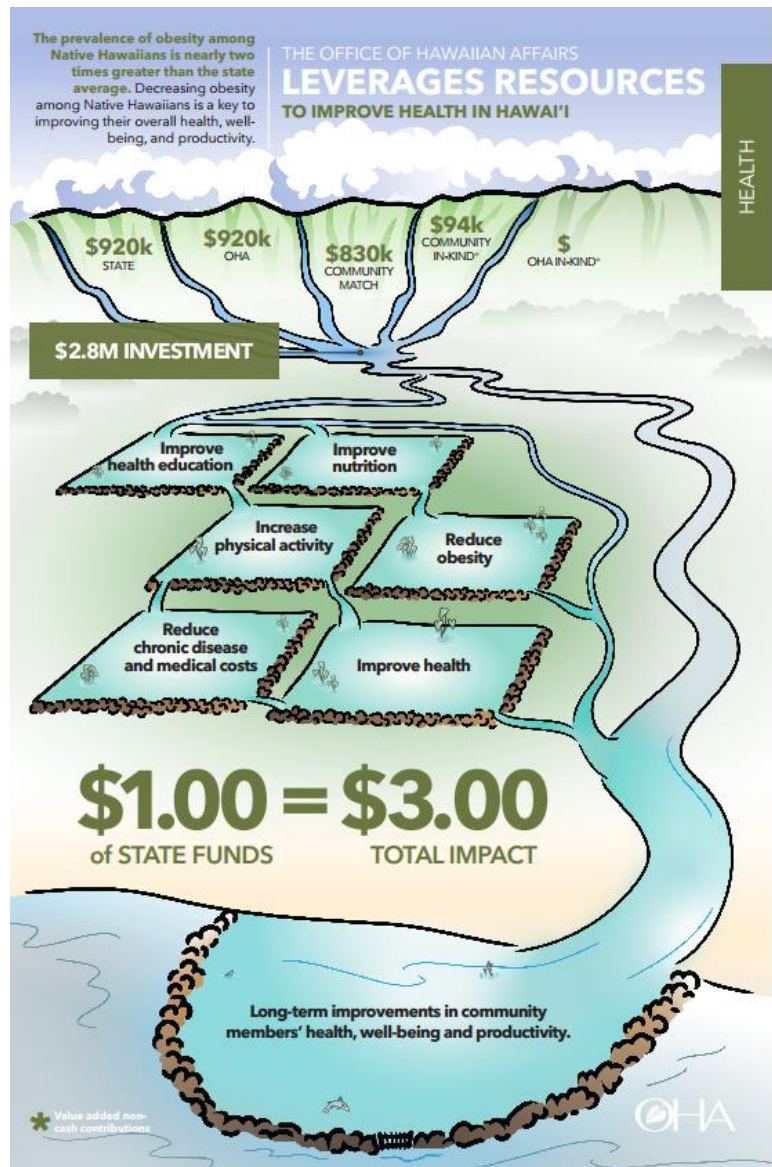 The prevalence of obesity among
Native Hawaiians is nearly two
times greater than the state
average. Decreasing obesity
among Native Hawaiians is a key to
improving their overall health, well-
being, and productivity.
THE OFFICE OF HAWAIIAN AFFAIRS
LEVERAGES RESOURCES
TO IMPROVE HEALTH IN HAWAI'I
HEALTH
$920k
STATE
$920k
OHA
$830k
COMMUNITY
MATCH
$94k
COMMUNITY
IN-KIND*
$
OHA IN-KIND*
$2.8M INVESTMENT
Improve
health education
Improve
nutrition
Increase
physical activity
Reduce
obesity
Reduce
chronic disease
and medical costs
Improve health
$1.00 = $3.00
of STATE FUNDS TOTAL IMPACT
Long-term improvements in community
members' health, well-being and productivity.
* Value added non-
cash contributions
OHA